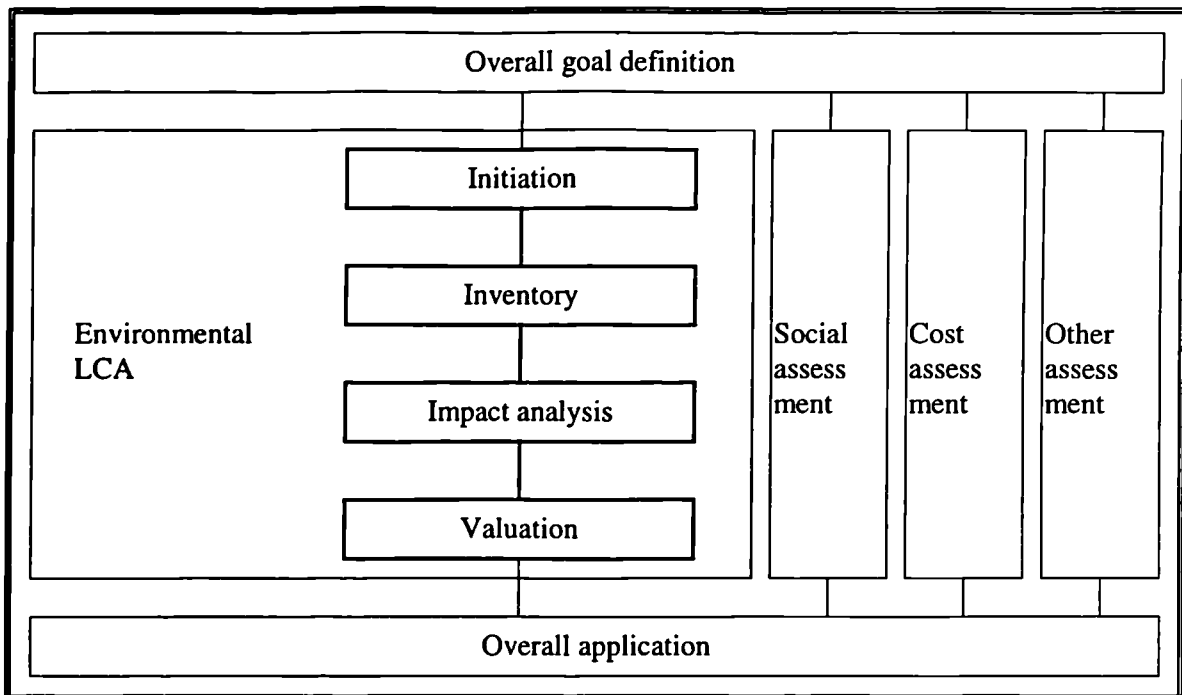 Overall goal definition
Initiation
Inventory
Environmental
LCA
Impact analysis
Valuation
Social
assess
ment
Cost
assess
ment
Other
assess
ment
Overall application